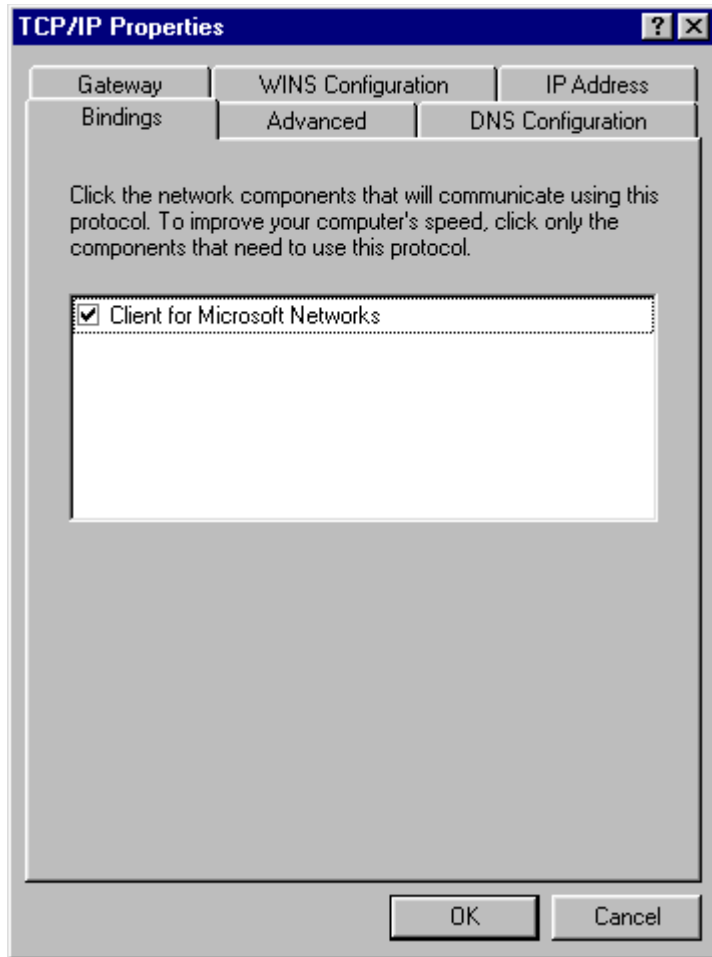 TCP/IP Properties
Gateway WINS Configuration IP Address
Bindings Advanced DNS Configuration
Click the network components that will communicate using this
protocol. To improve your computer's speed, click only the
components that need to use this protocol.
Client for Microsoft Networks
OK Cancel